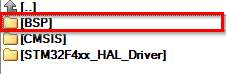 [..]
[BSP]
[CMSIS]
[STM32F4xx_HAL_Driver]